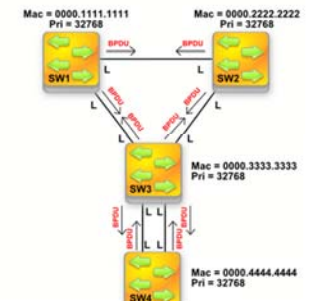 Mac = 0000.1111.1111
Pri = 32768
Mac = 0000.2222.2222
Pri = 32768
BPDU
BPDU
SW1
L
L
SW2
L
BPDU
BPDU
L
BPDU
BPDU
L
L
SW3
Mac = 0000.3333.3333
Pri = 32768
L L
BPDU
BPDU
BPDU
BPDU
L L
SW4
Mac = 0000.4444.4444
Pri = 32768